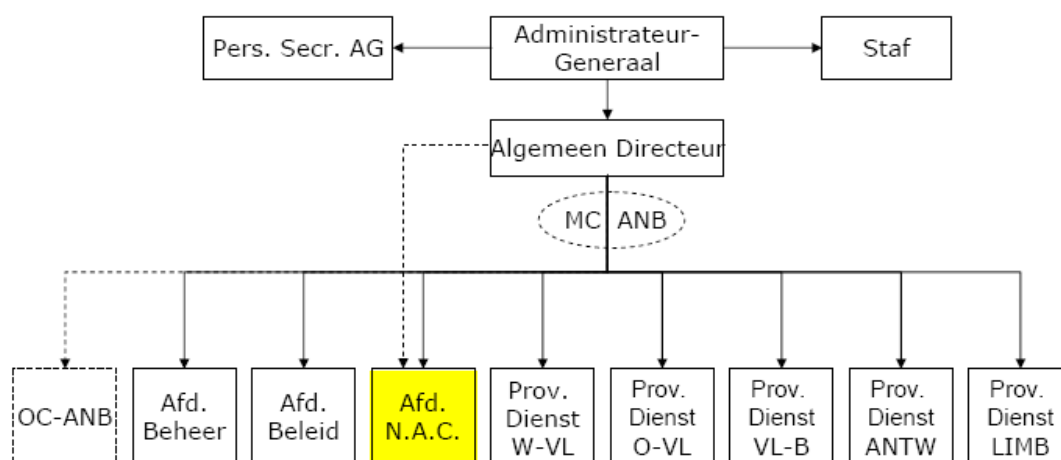 Pers. Secr. AG
Administrateur-
Generaal
Staf
Algemeen Directeur
MC ANB
OC-ANB
Afd.
Beheer
Afd.
Beleid
Afd.
N.A.C.
Prov.
Dienst
W-VL
Prov.
Dienst
O-VL
Prov.
Dienst
VL-B
Prov.
Dienst
ANTW
Prov.
Dienst
LIMB